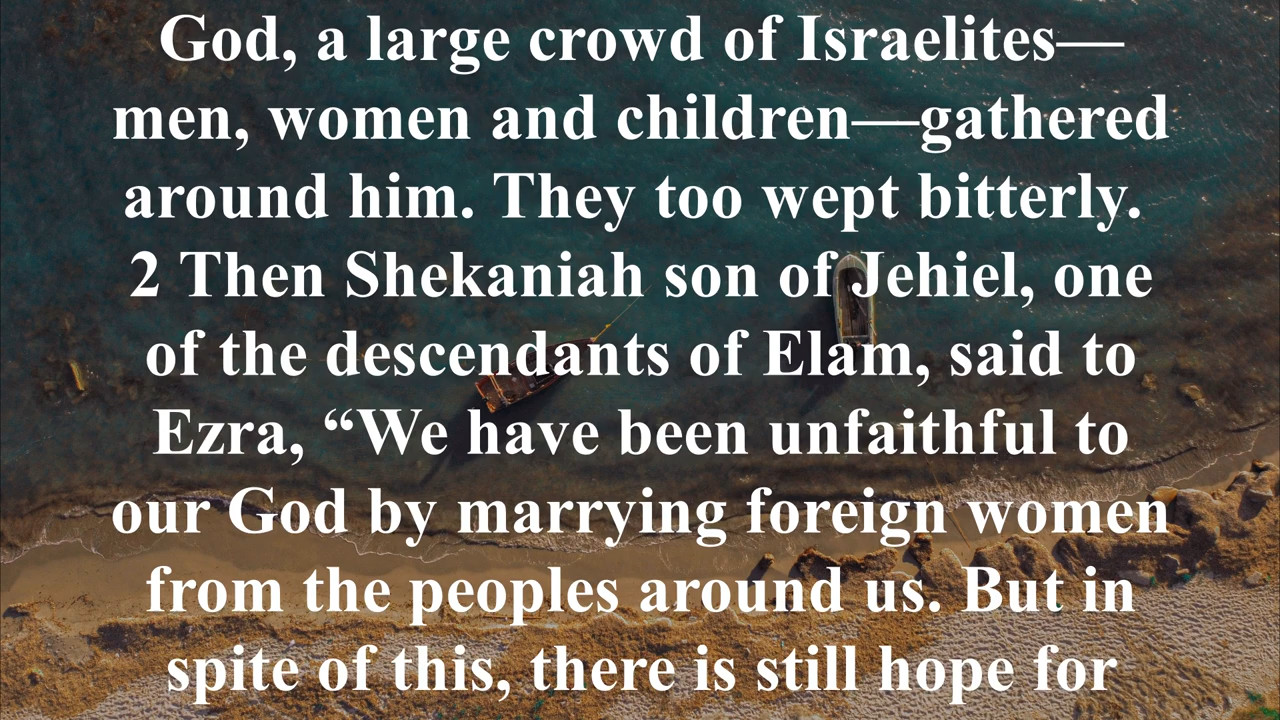 God, a large crowd of Israelites—
men, women and children—gathered
around him. They too wept bitterly.
2 Then Shekaniah son of Jehiel, one
of the descendants of Elam, said to
Ezra, “We have been unfaithful to
our God by marrying foreign women
from the peoples around us. But in
spite of this, there is still hope for